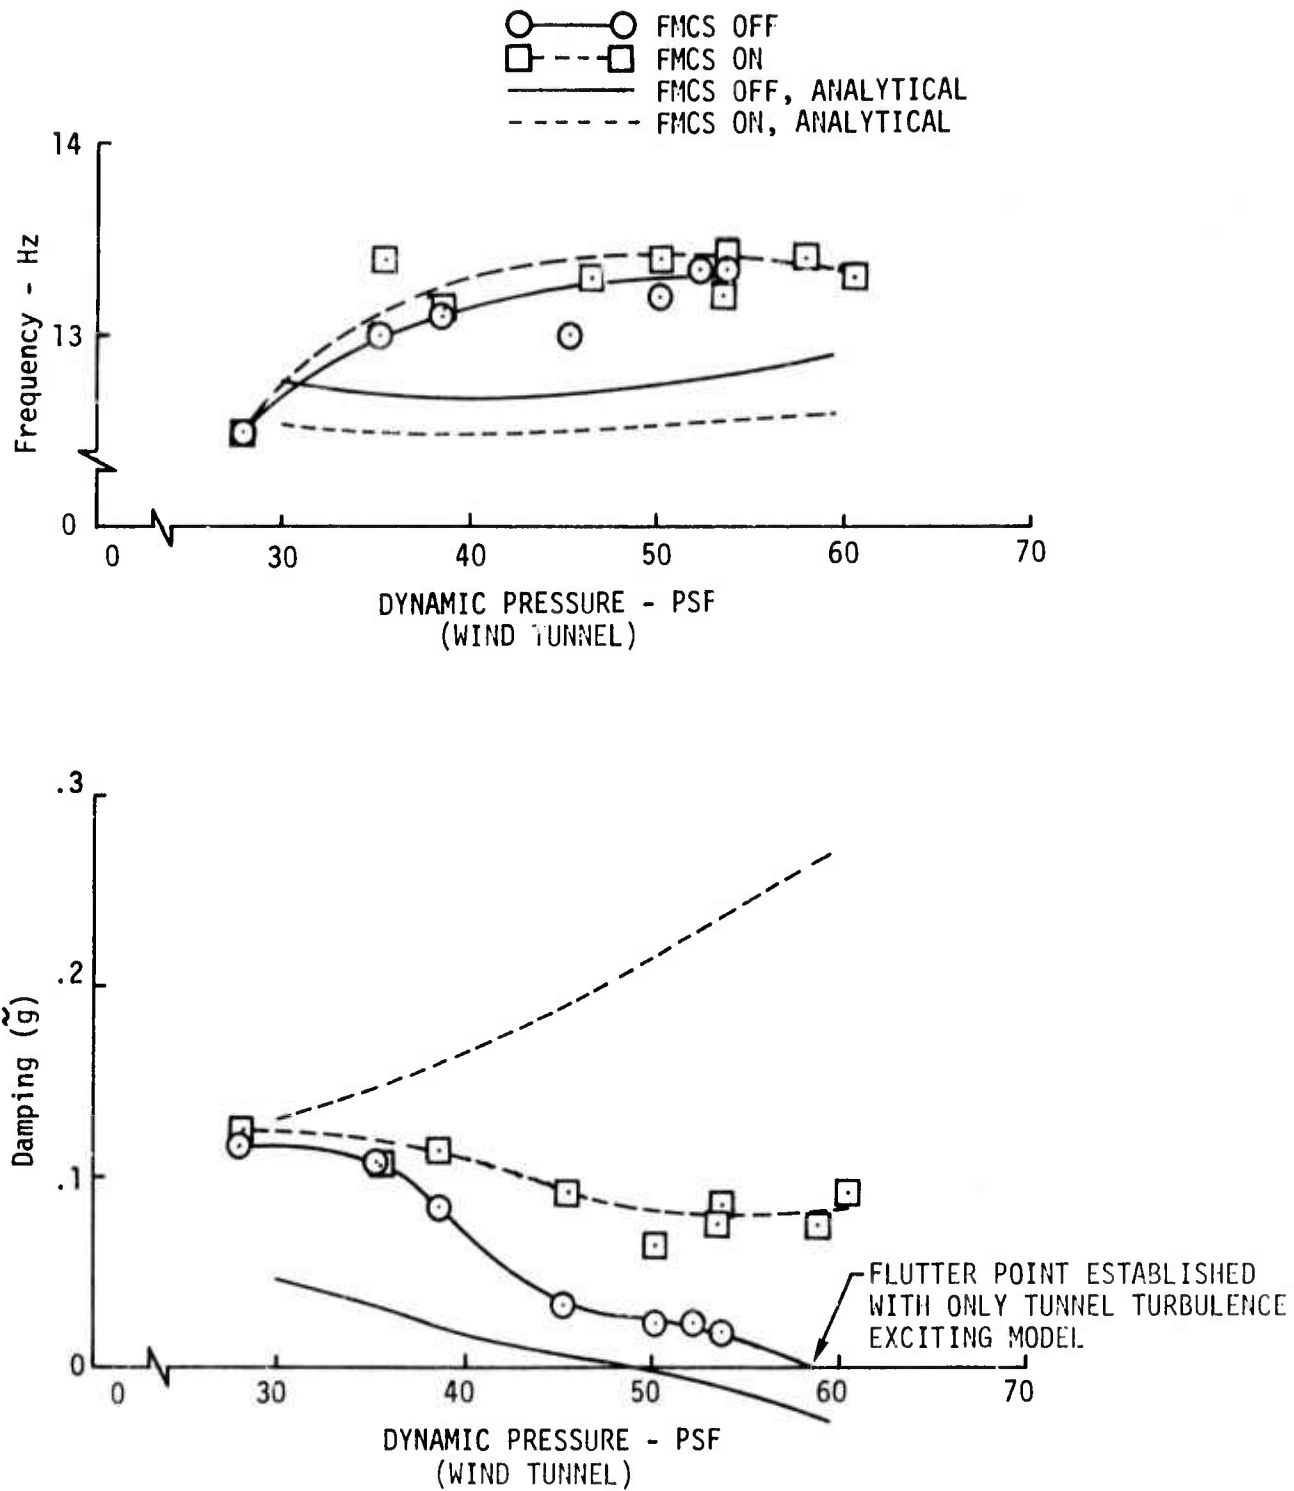 FMCS OFF
FMCS ON
FMCS OFF, ANALYTICAL
FMCS ON, ANALYTICAL
14
13
0
Frequency - Hz
0 30 40 50 60 70
DYNAMIC PRESSURE - PSF
(WIND TUNNEL)
.3
.2
.1
0
Damping (g̃)
FLUTTER POINT ESTABLISHED
WITH ONLY TUNNEL TURBULENCE
EXCITING MODEL
0 30 40 50 60 70
DYNAMIC PRESSURE - PSF
(WIND TUNNEL)